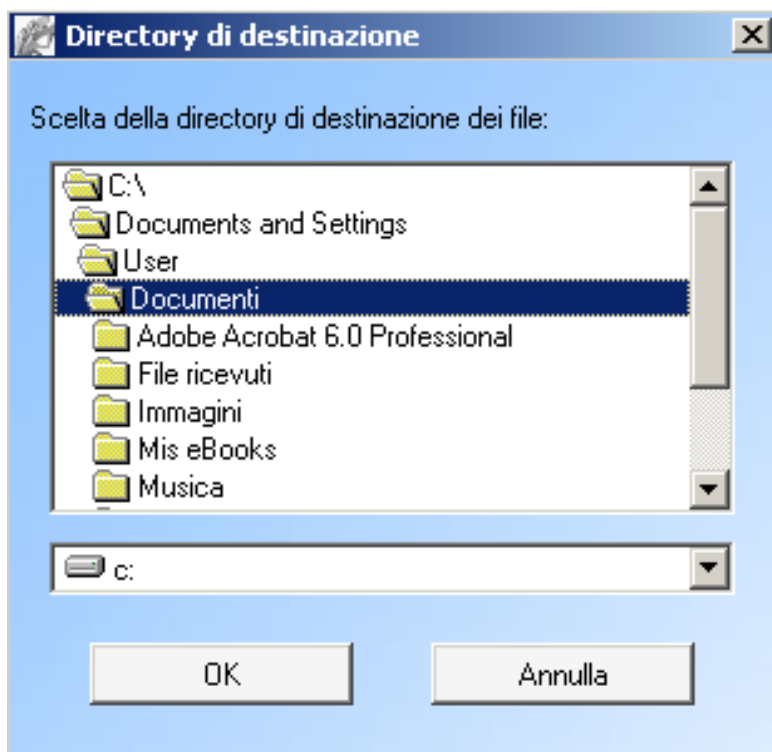 Directory di destinazione
Scelta della directory di destinazione dei file:
C:\
Documents and Settings
User
Documenti
Adobe Acrobat 6.0 Professional
File ricevuti
Immagini
Mis eBooks
Musica
c:
OK
Annulla